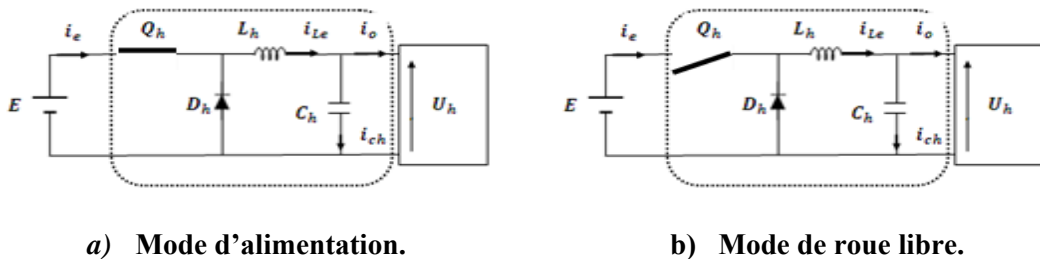 i_e Q_h L_h i_Le i_o
E D_h C_h U_h
i_ch
i_e Q_h L_h i_Le i_o
E D_h C_h U_h
i_ch
a) Mode d’alimentation.
b) Mode de roue libre.